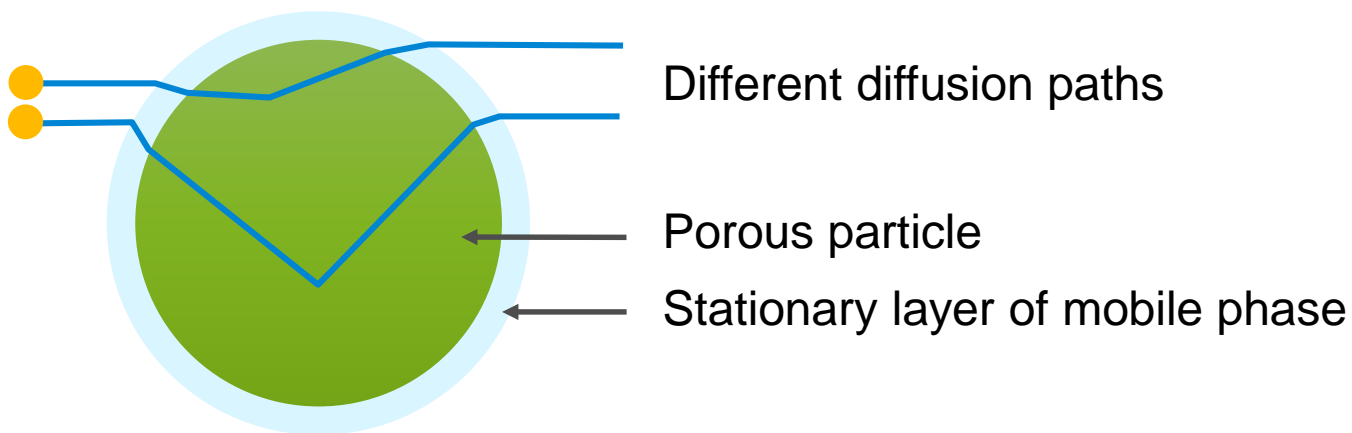 Different diffusion paths
Porous particle
Stationary layer of mobile phase